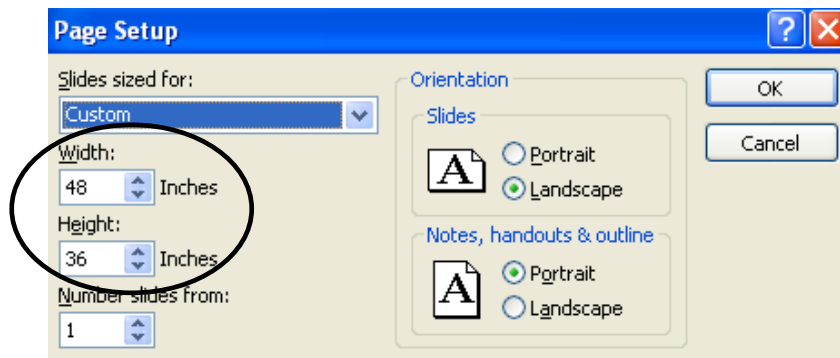 Page Setup
Slides sized for:
Custom
Width:
48 Inches
Height:
36 Inches
Number slides from:
1
Orientation
Slides
A
Portrait
Landscape
Notes, handouts & outline
A
Portrait
Landscape
OK
Cancel